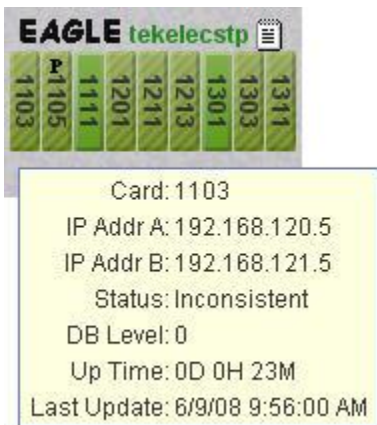 EAGLE tekelecstp
P
1103 1105 1111 1201 1211 1213 1301 1303 1311
Card: 1103
IP Addr A: 192.168.120.5
IP Addr B: 192.168.121.5
Status: Inconsistent
DB Level: 0
Up Time: 0D 0H 23M
Last Update: 6/9/08 9:56:00 AM